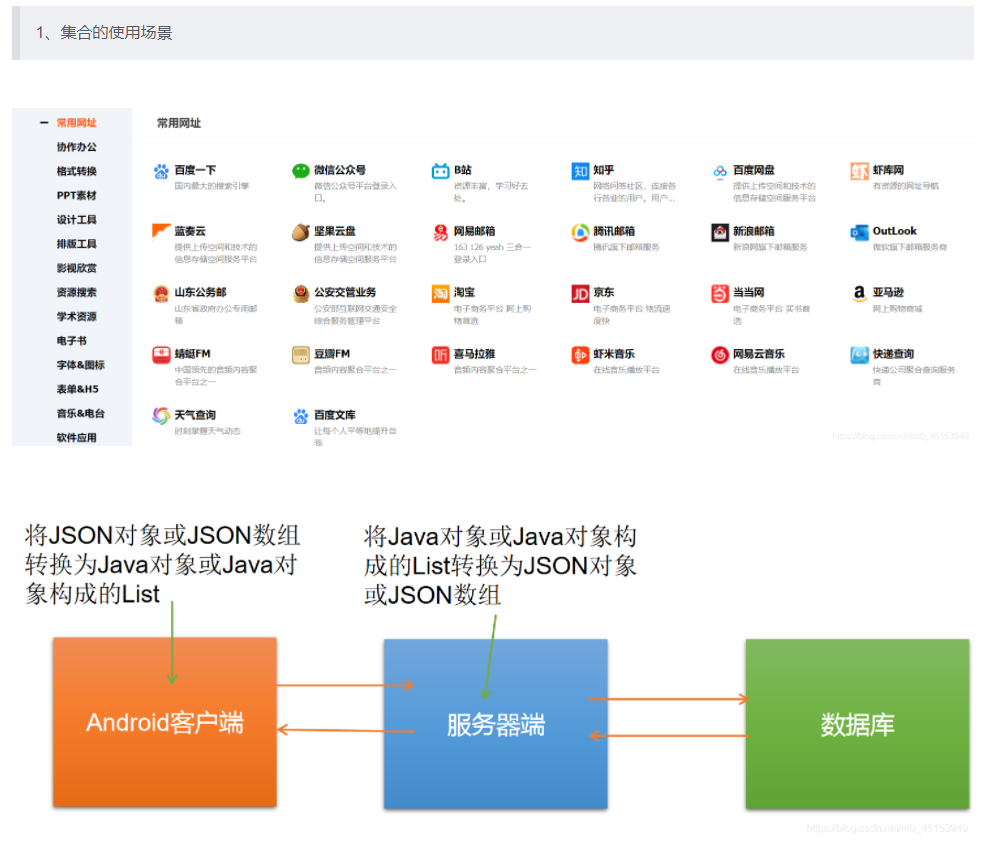 1、集合的使用场景
常用网址
协作办公
格式转换
PPT素材
设计工具
排版工具
影视欣赏
资源搜索
学术资源
电子书
字体&图标
表单&H5
音乐&电台
软件应用
常用网址
百度一下
国内最大的搜索引擎
微信公众号
微信公众号平台登录入
口。
B站
资源丰富，学习好去
处。
知 知乎
网络问答社区，连接各
行各业的用户。用户...
百度网盘
提供上传空间和技术的
信息存储空间服务平台
虾 虾库网
有资源的网址导航
蓝奏云
提供上传空间和技术的
信息存储空间服务平台
坚果云盘
提供上传空间和技术的
信息存储空间服务平台
网易邮箱
163 126 yeah 三合一
登录入口
腾讯邮箱
腾讯旗下邮箱服务
新浪邮箱
新浪网旗下邮箱服务
OutLook
微软旗下邮箱服务商
山东公务邮
山东省政府办公专用邮
箱
公安交管业务
公安部互联网交通安全
综合服务管理平台
淘 淘宝
电子商务平台 网上购
物首选
JD 京东
电子商务平台 物流速
度快
当当网
电子商务平台 买书首
选
a 亚马逊
网上购物商城
蜻蜓FM
中国领先的音频内容聚
合平台之一
豆瓣FM
音频内容聚合平台之一
听 喜马拉雅
音频内容聚合平台之一
虾米音乐
在线音乐播放平台
网易云音乐
在线音乐播放平台
快递查询
快递公司聚合查询服务
商
天气查询
时刻掌握天气动态
百度文库
让每个人平等地提升自
我
https://blog.csdn.net/m0_46153949
将JSON对象或JSON数组
转换为Java对象或Java对
象构成的List
将Java对象或Java对象构
成的List转换为JSON对象
或JSON数组
Android客户端
服务器端
数据库
https://blog.csdn.net/m0_46153949